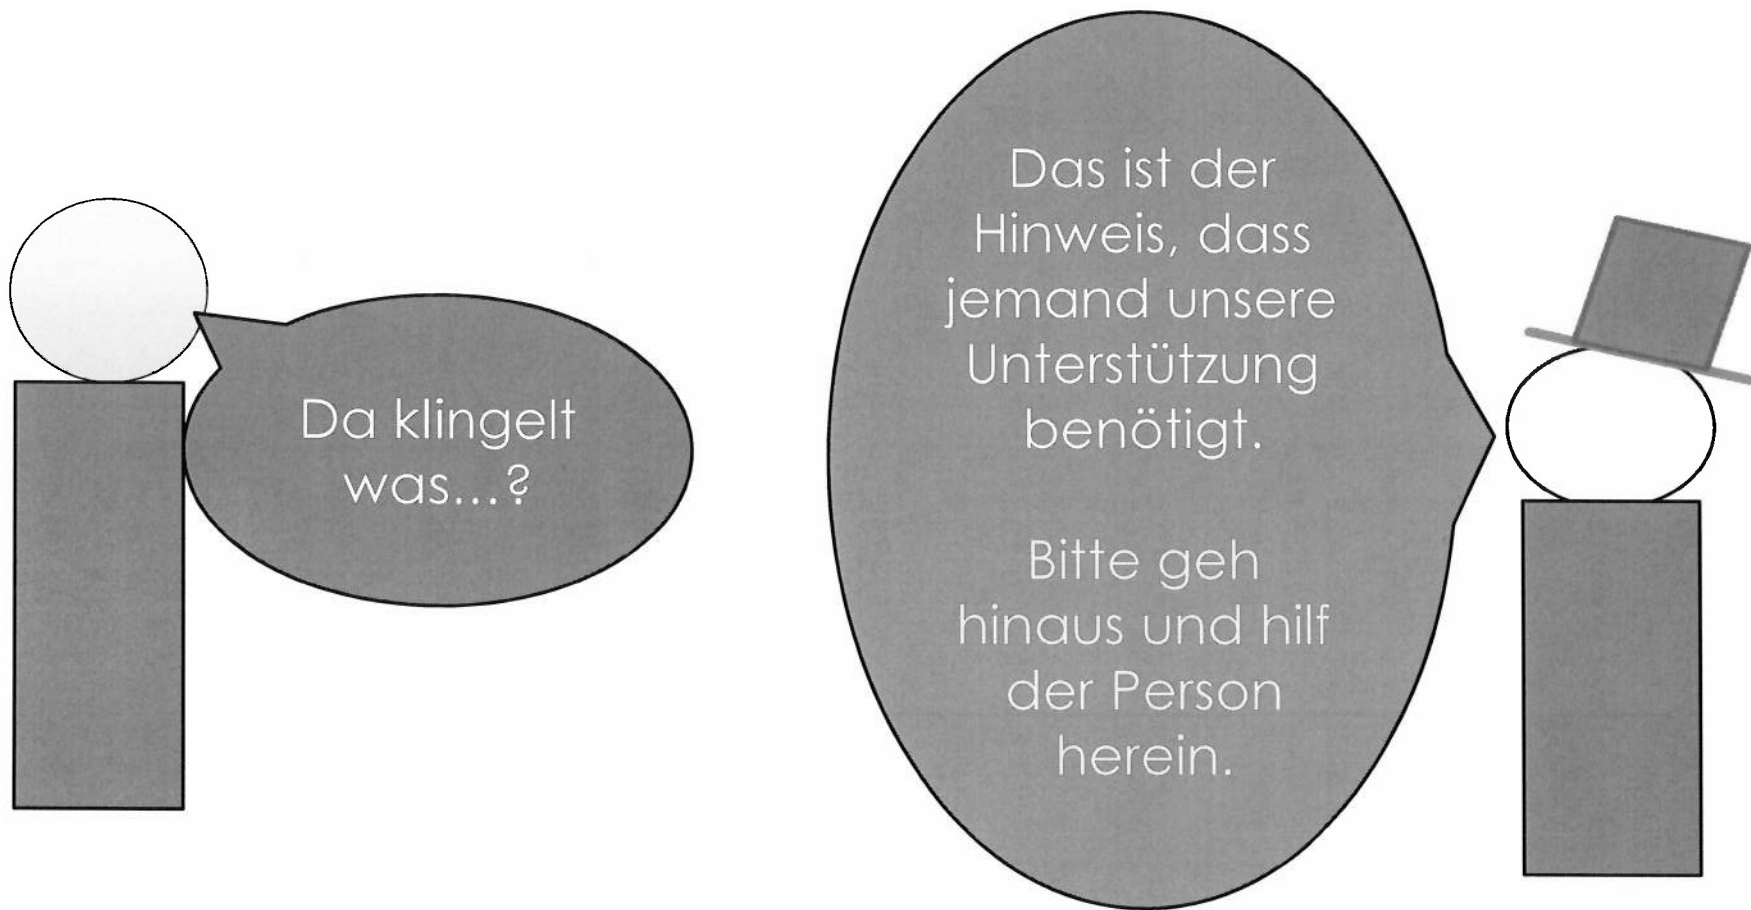 Da klingelt
was...?
Das ist der
Hinweis, dass
jemand unsere
Unterstützung
benötigt.
Bitte geh
hinaus und hilf
der Person
herein.